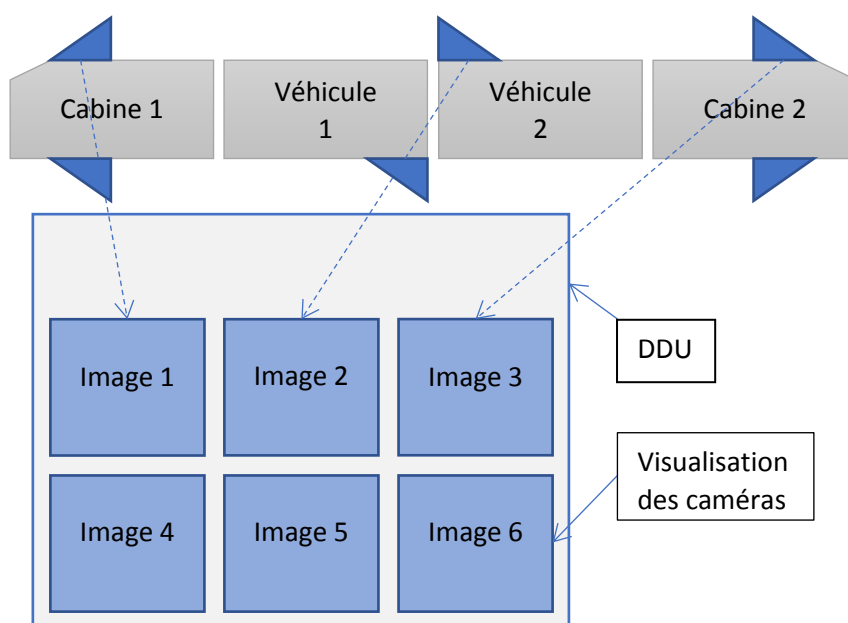 Cabine 1
Véhicule
1
Véhicule
2
Cabine 2
Image 1
Image 2
Image 3
DDU
Image 4
Image 5
Image 6
Visualisation
des caméras